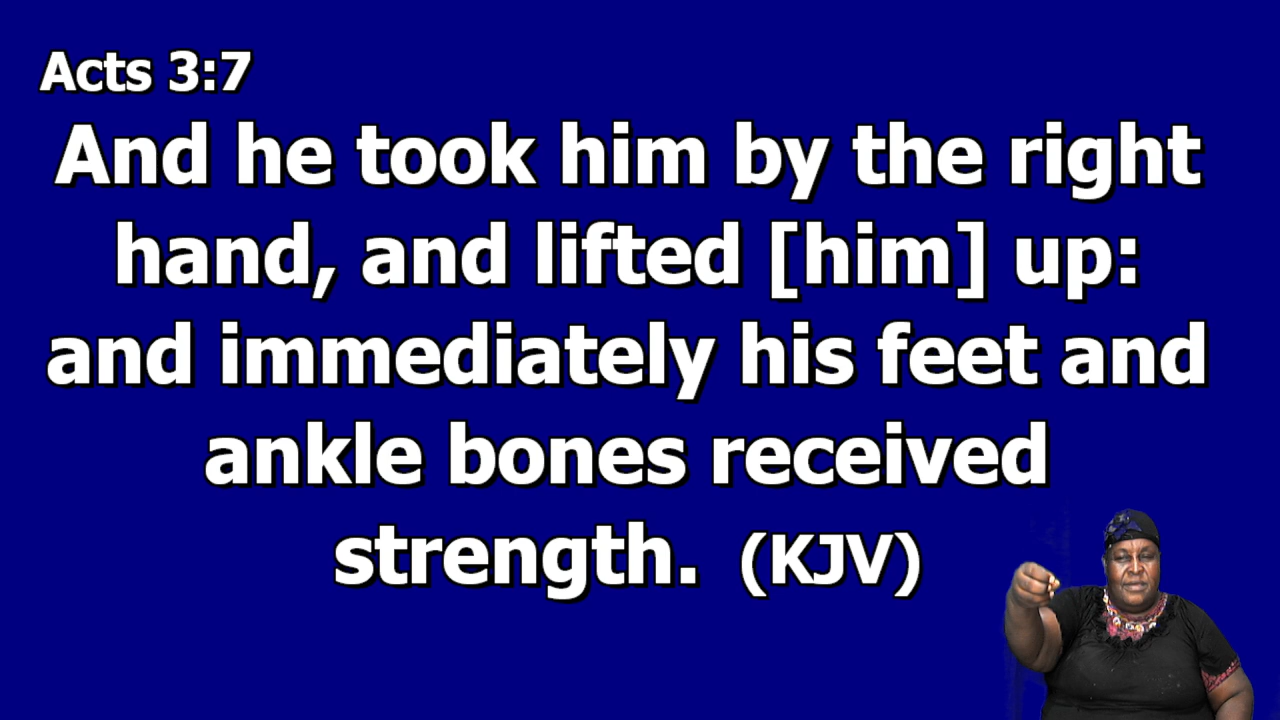 Acts 3:7
And he took him by the right
hand, and lifted [him] up:
and immediately his feet and
ankle bones received
strength. (KJV)